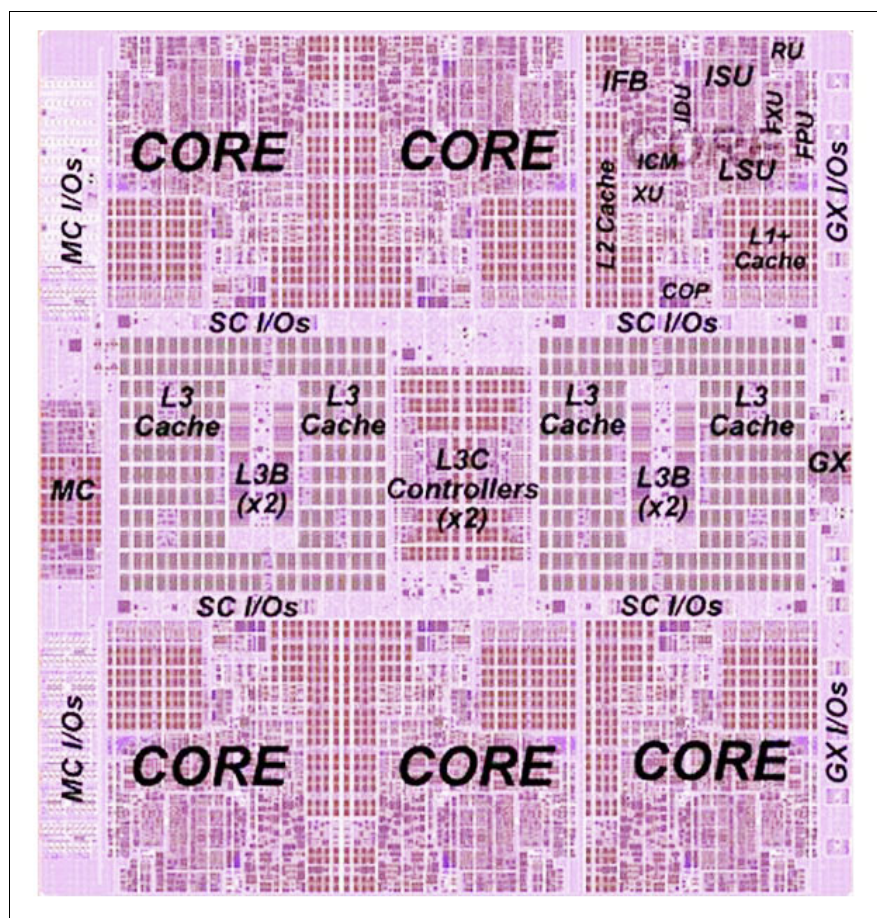 CORE
CORE
IFB
ISU
RU
IDU
FXU
FPU
ICM
LSU
XU
L2 Cache
L1+
Cache
COP
MC I/Os
GX I/Os
SC I/Os
SC I/Os
L3
Cache
L3
Cache
L3B
(x2)
L3C
Controllers
(x2)
L3
Cache
L3
Cache
L3B
(x2)
MC
GX
SC I/Os
SC I/Os
MC I/Os
CORE
CORE
CORE
GX I/Os